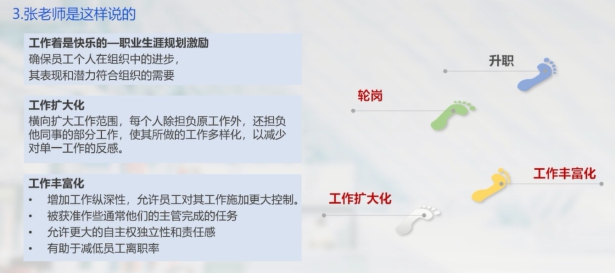 3.张老师是这样说的
工作着是快乐的—职业生涯规划激励
确保员工个人在组织中的进步,
其表现和潜力符合组织的需要
工作扩大化
横向扩大工作范围，每个人除担负原工作外，还担负
他同事的部分工作，使其所做的工作多样化，以减少
对单一工作的反感。
工作丰富化
• 增加工作纵深性，允许员工对其工作施加更大控制。
• 被获准作些通常他们的主管完成的任务
• 允许更大的自主权独立性和责任感
• 有助于减低员工离职率
升职
轮岗
工作丰富化
工作扩大化